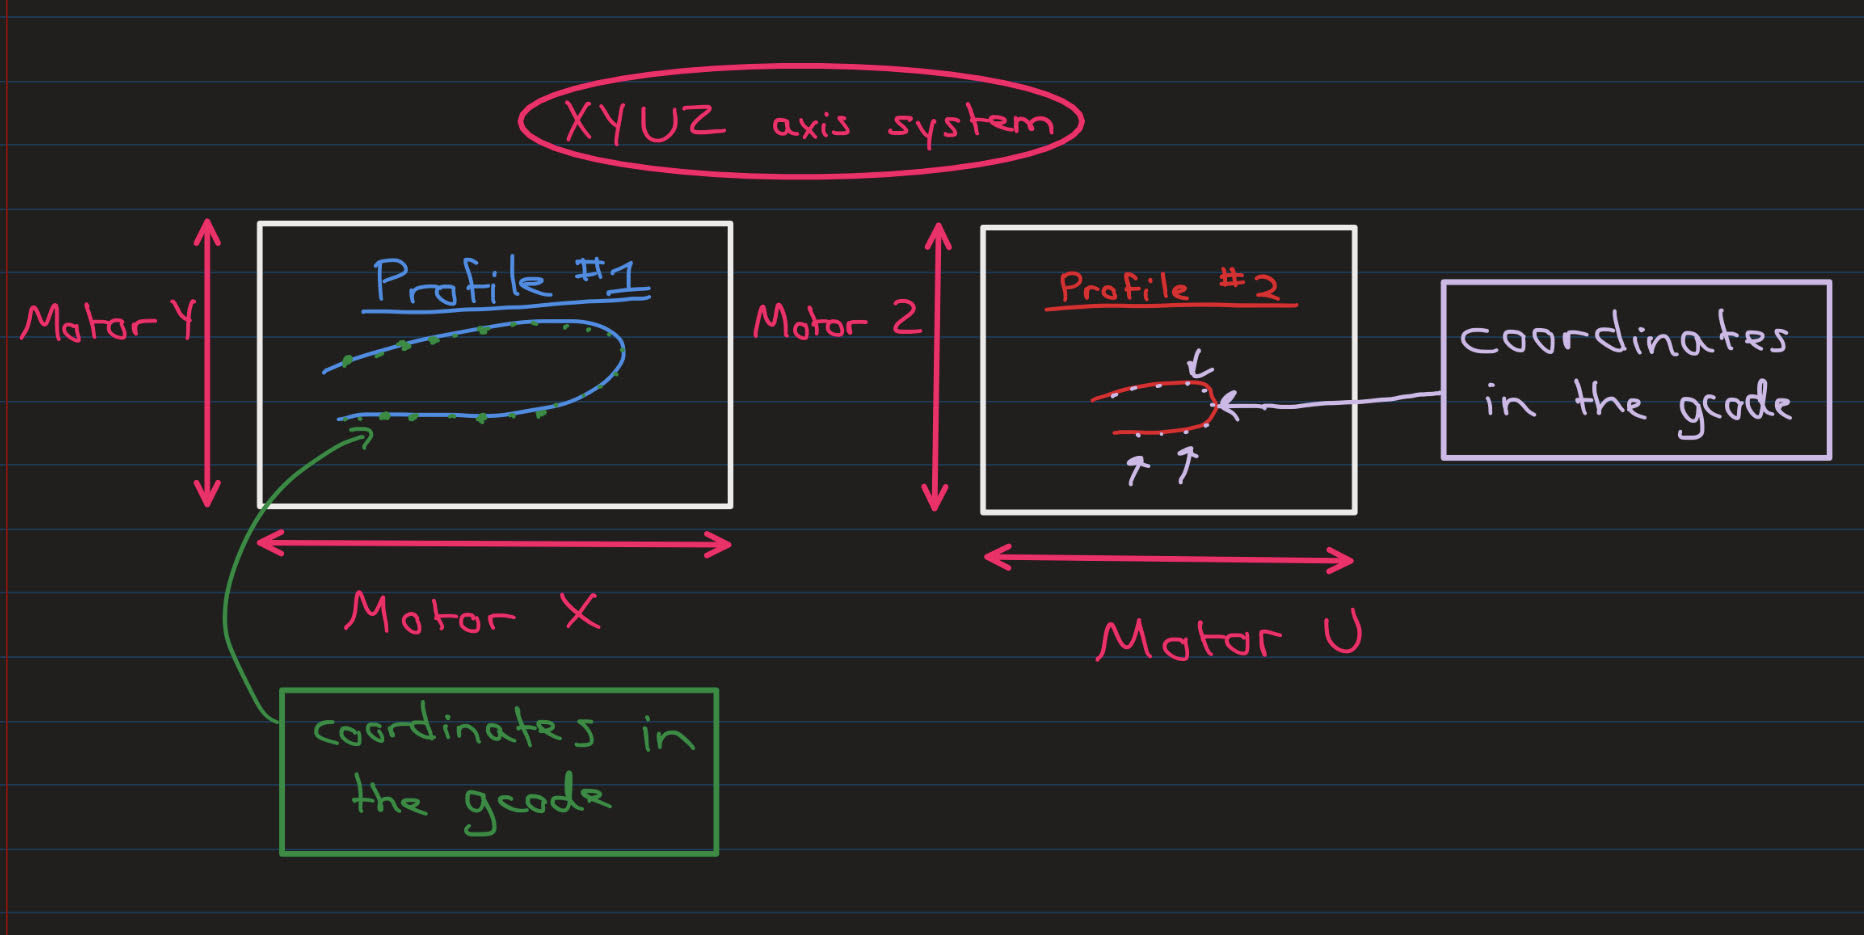 XYUZ axis system
Profile #1
Motor Y
Motor X
coordinates in
the gcode
Profile #2
Motor Z
Motor U
coordinates
in the gcode